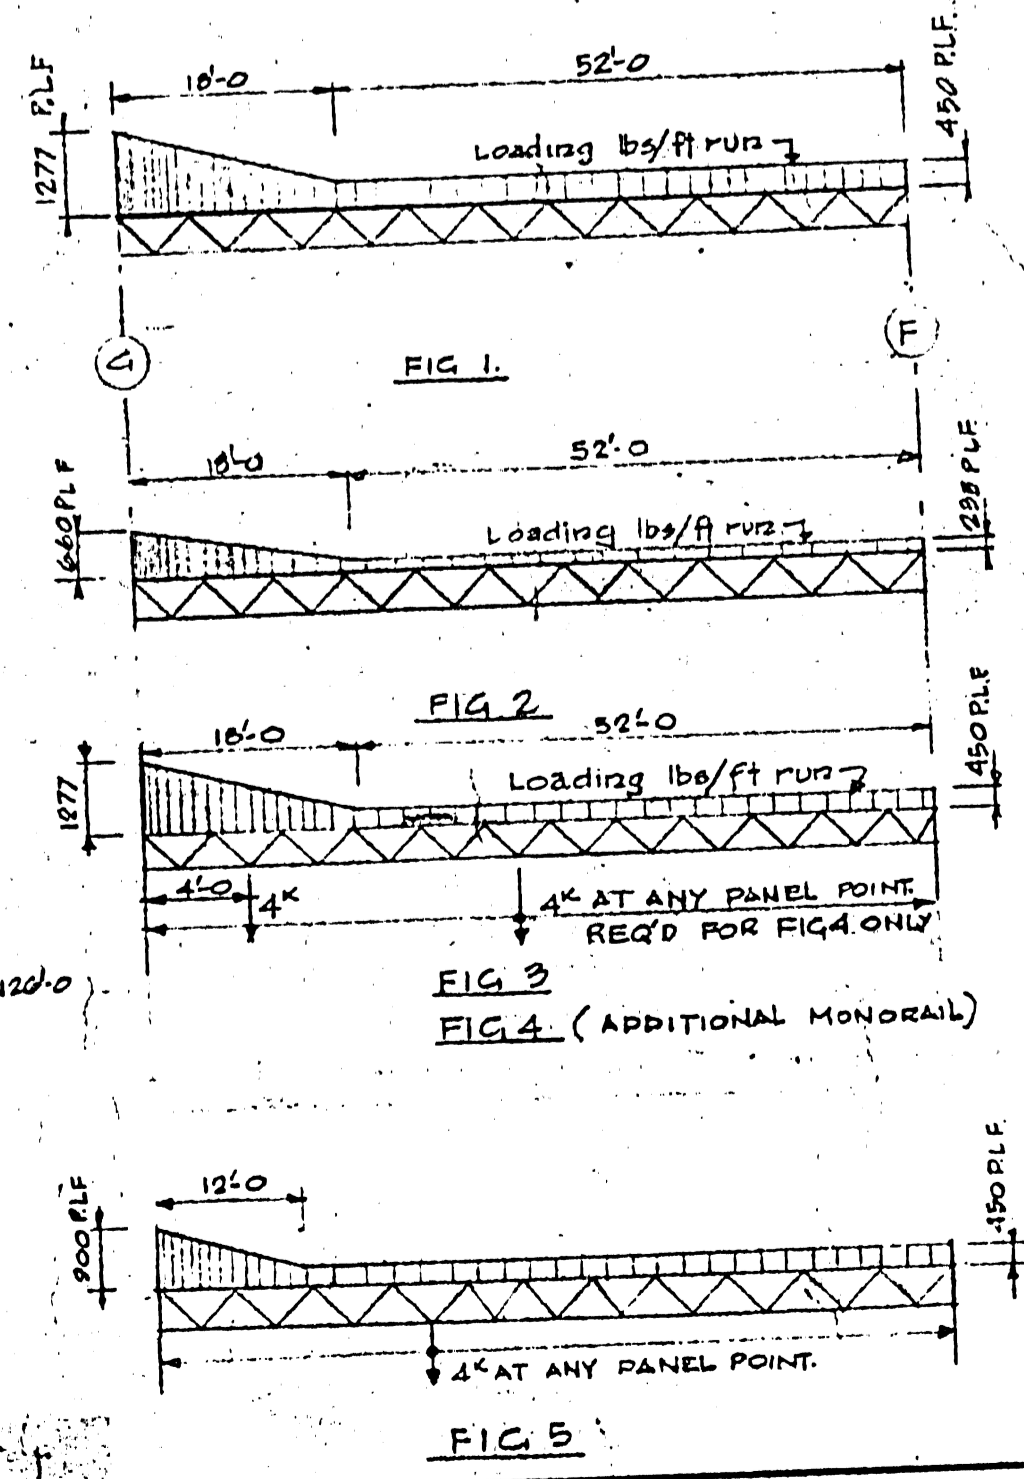 18'-0
52'-0
1277 P.L.F
450 P.L.F.
Loading lbs/ft run
G
F
FIG 1.
18'-0
52'-0
660 P L F
Loading lbs/ft run
FIG 2
18'-0
52'-0
1277
450 P.L.F
Loading lbs/ft run
4'-0
4K
4K AT ANY PANEL POINT.
REQ'D FOR FIG 4. ONLY
FIG 3
FIG 4. (ADDITIONAL MONORAIL)
12'-0
900 P.LF
450 P.L.F.
4K AT ANY PANEL POINT.
FIG 5